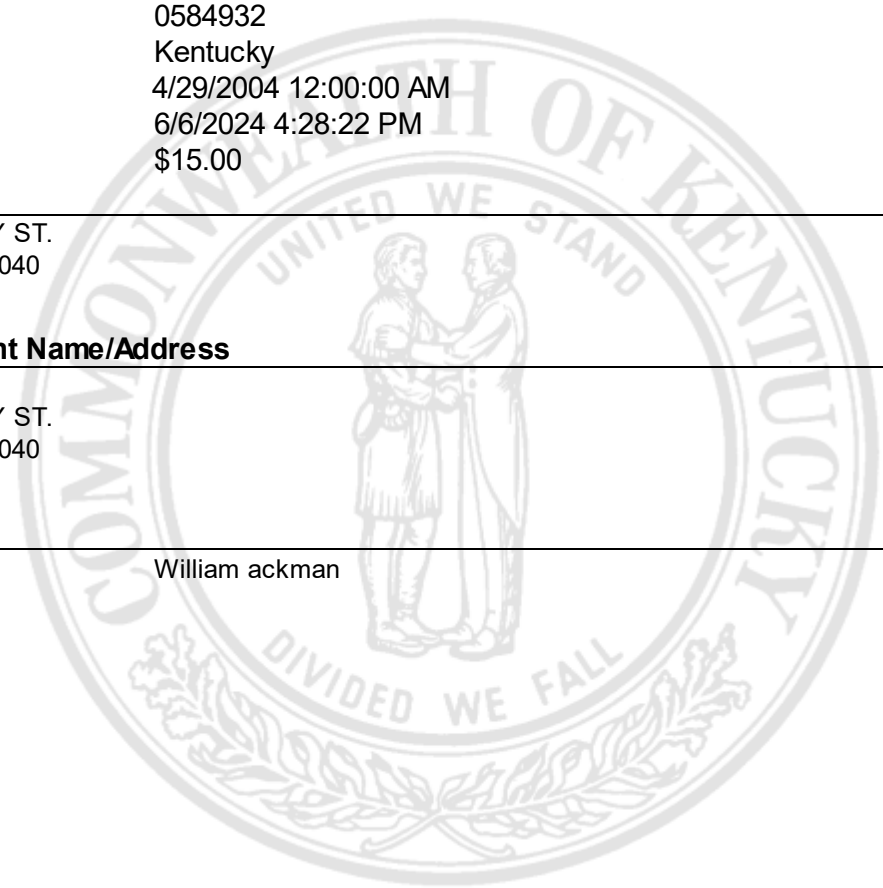 0584932
Kentucky
4/29/2004 12:00:00 AM
6/6/2024 4:28:22 PM
$15.00
COMMONWEALTH OF KENTUCKY
UNITED WE STAND
Y ST.
040
nt Name/Address
Y ST.
040
William ackman
DIVIDED WE FALL